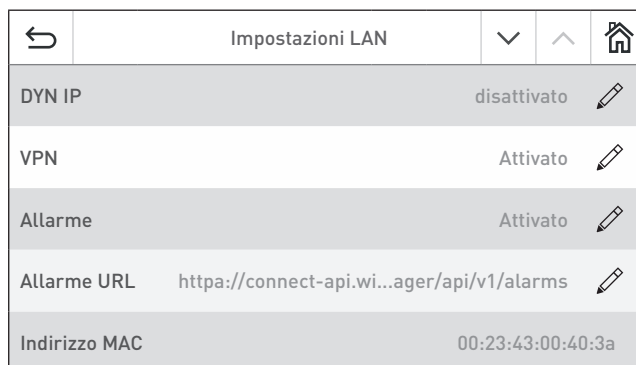 Impostazioni LAN
DYN IP disattivato
VPN Attivato
Allarme Attivato
Allarme URL https://connect-api.wi...ager/api/v1/alarms
Indirizzo MAC 00:23:43:00:40:3a